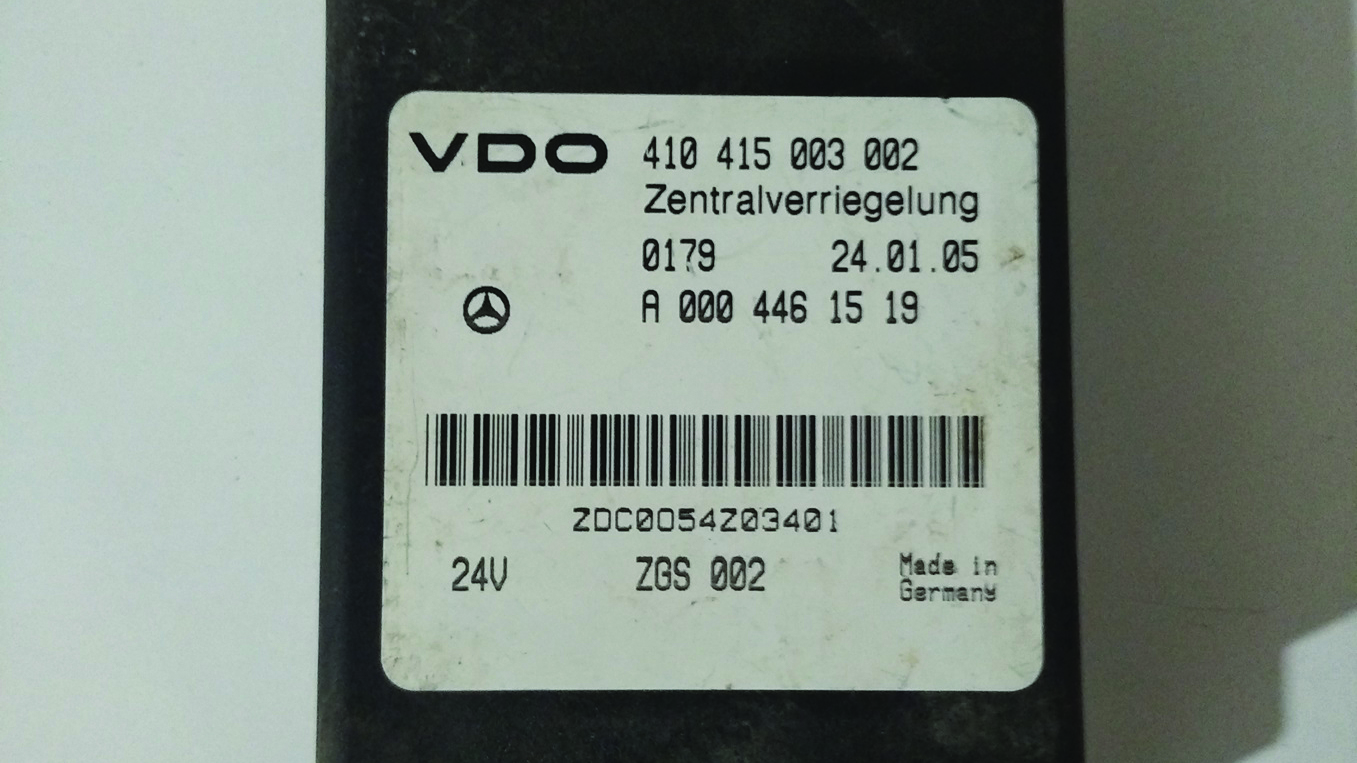 VDO 410 415 003 002
Zentralverriegelung
0179 24.01.05
A 000 446 15 19
ZDC0054Z03401
24V ZGS 002 Made in
Germany